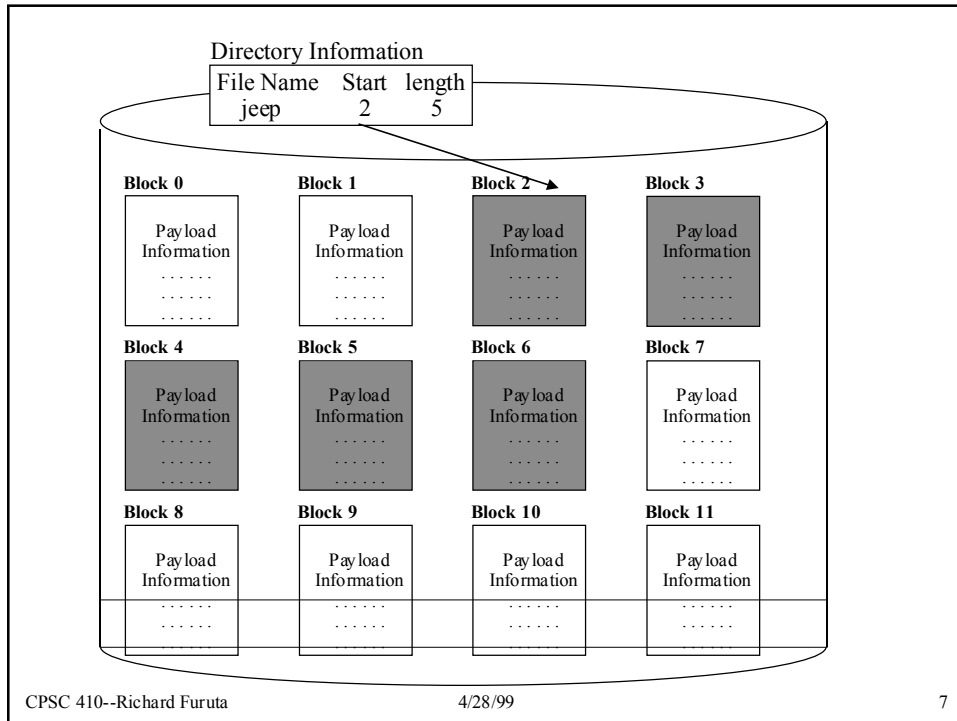 Directory Information
File Name Start length
jeep 2 5
Block 0 Block 1 Block 2 Block 3
Payload Payload Payload Payload
Information Information Information Information
. . . . . . . . . . . . . . . . . . . . . . . .
. . . . . . . . . . . . . . . . . . . . . . . .
. . . . . . . . . . . . . . . . . . . . . . . .
Block 4 Block 5 Block 6 Block 7
Payload Payload Payload Payload
Information Information Information Information
. . . . . . . . . . . . . . . . . . . . . . . .
. . . . . . . . . . . . . . . . . . . . . . . .
. . . . . . . . . . . . . . . . . . . . . . . .
Block 8 Block 9 Block 10 Block 11
Payload Payload Payload Payload
Information Information Information Information
. . . . . . . . . . . . . . . . . . . . . . . .
. . . . . . . . . . . . . . . . . . . . . . . .
. . . . . . . . . . . . . . . . . . . . . . . .
CPSC 410--Richard Furuta 4/28/99 7